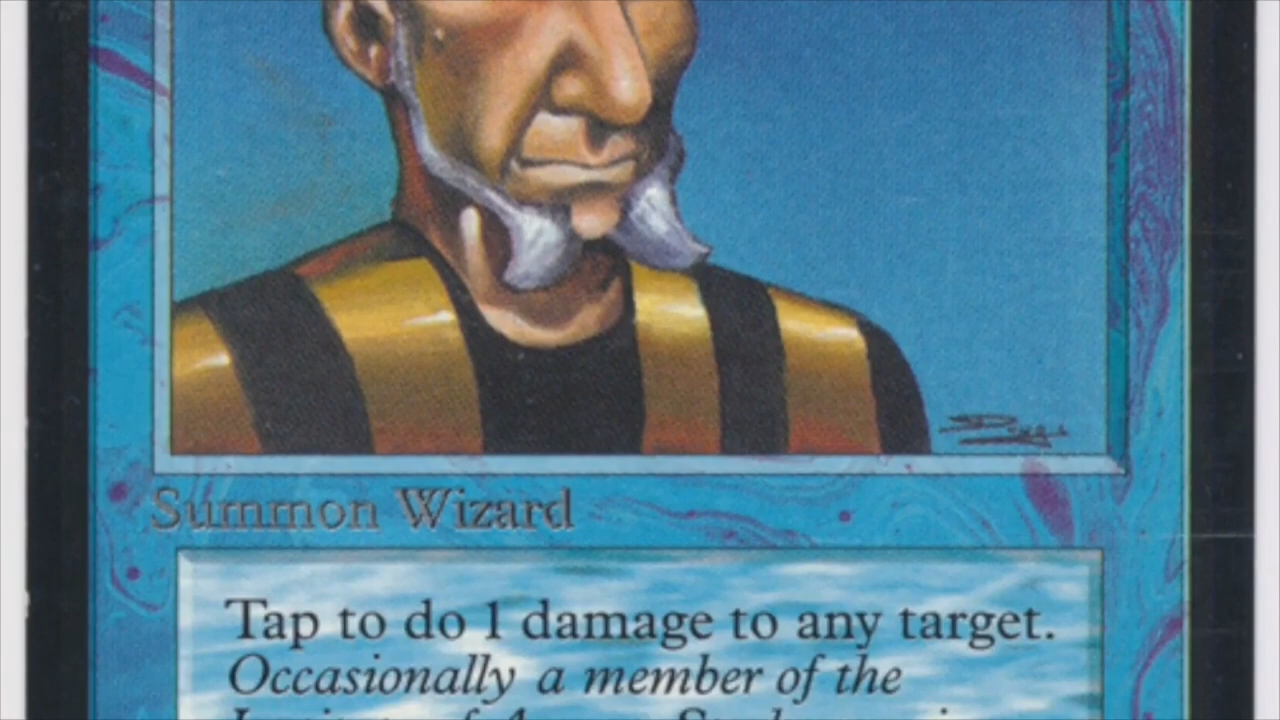 Summon Wizard
Tap to do 1 damage to any target.
Occasionally a member of the